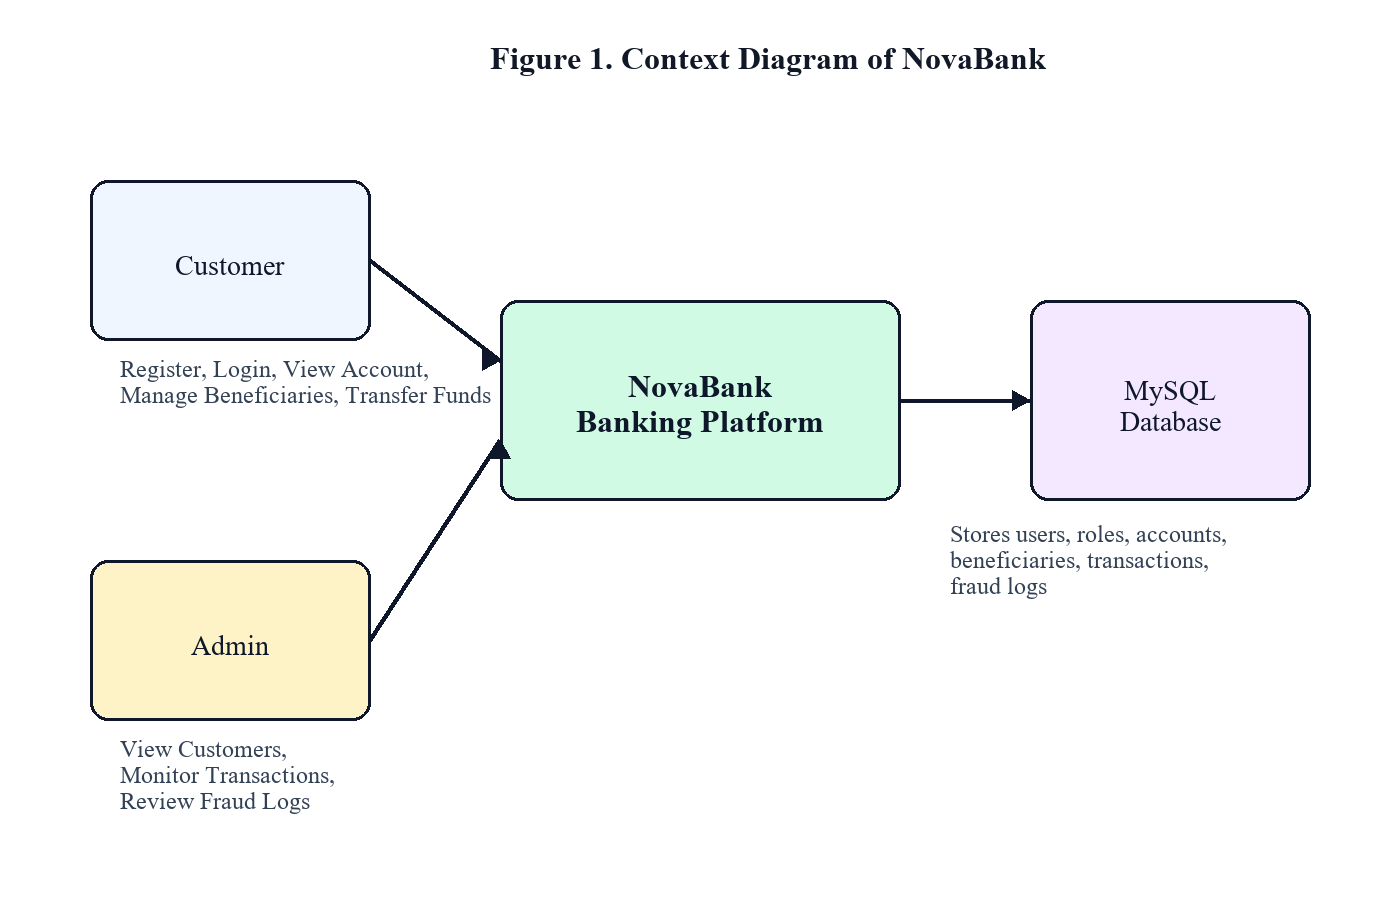 Figure 1. Context Diagram of NovaBank
Customer
Register, Login, View Account,
Manage Beneficiaries, Transfer Funds
NovaBank
Banking Platform
MySQL
Database
Stores users, roles, accounts,
beneficiaries, transactions,
fraud logs
Admin
View Customers,
Monitor Transactions,
Review Fraud Logs